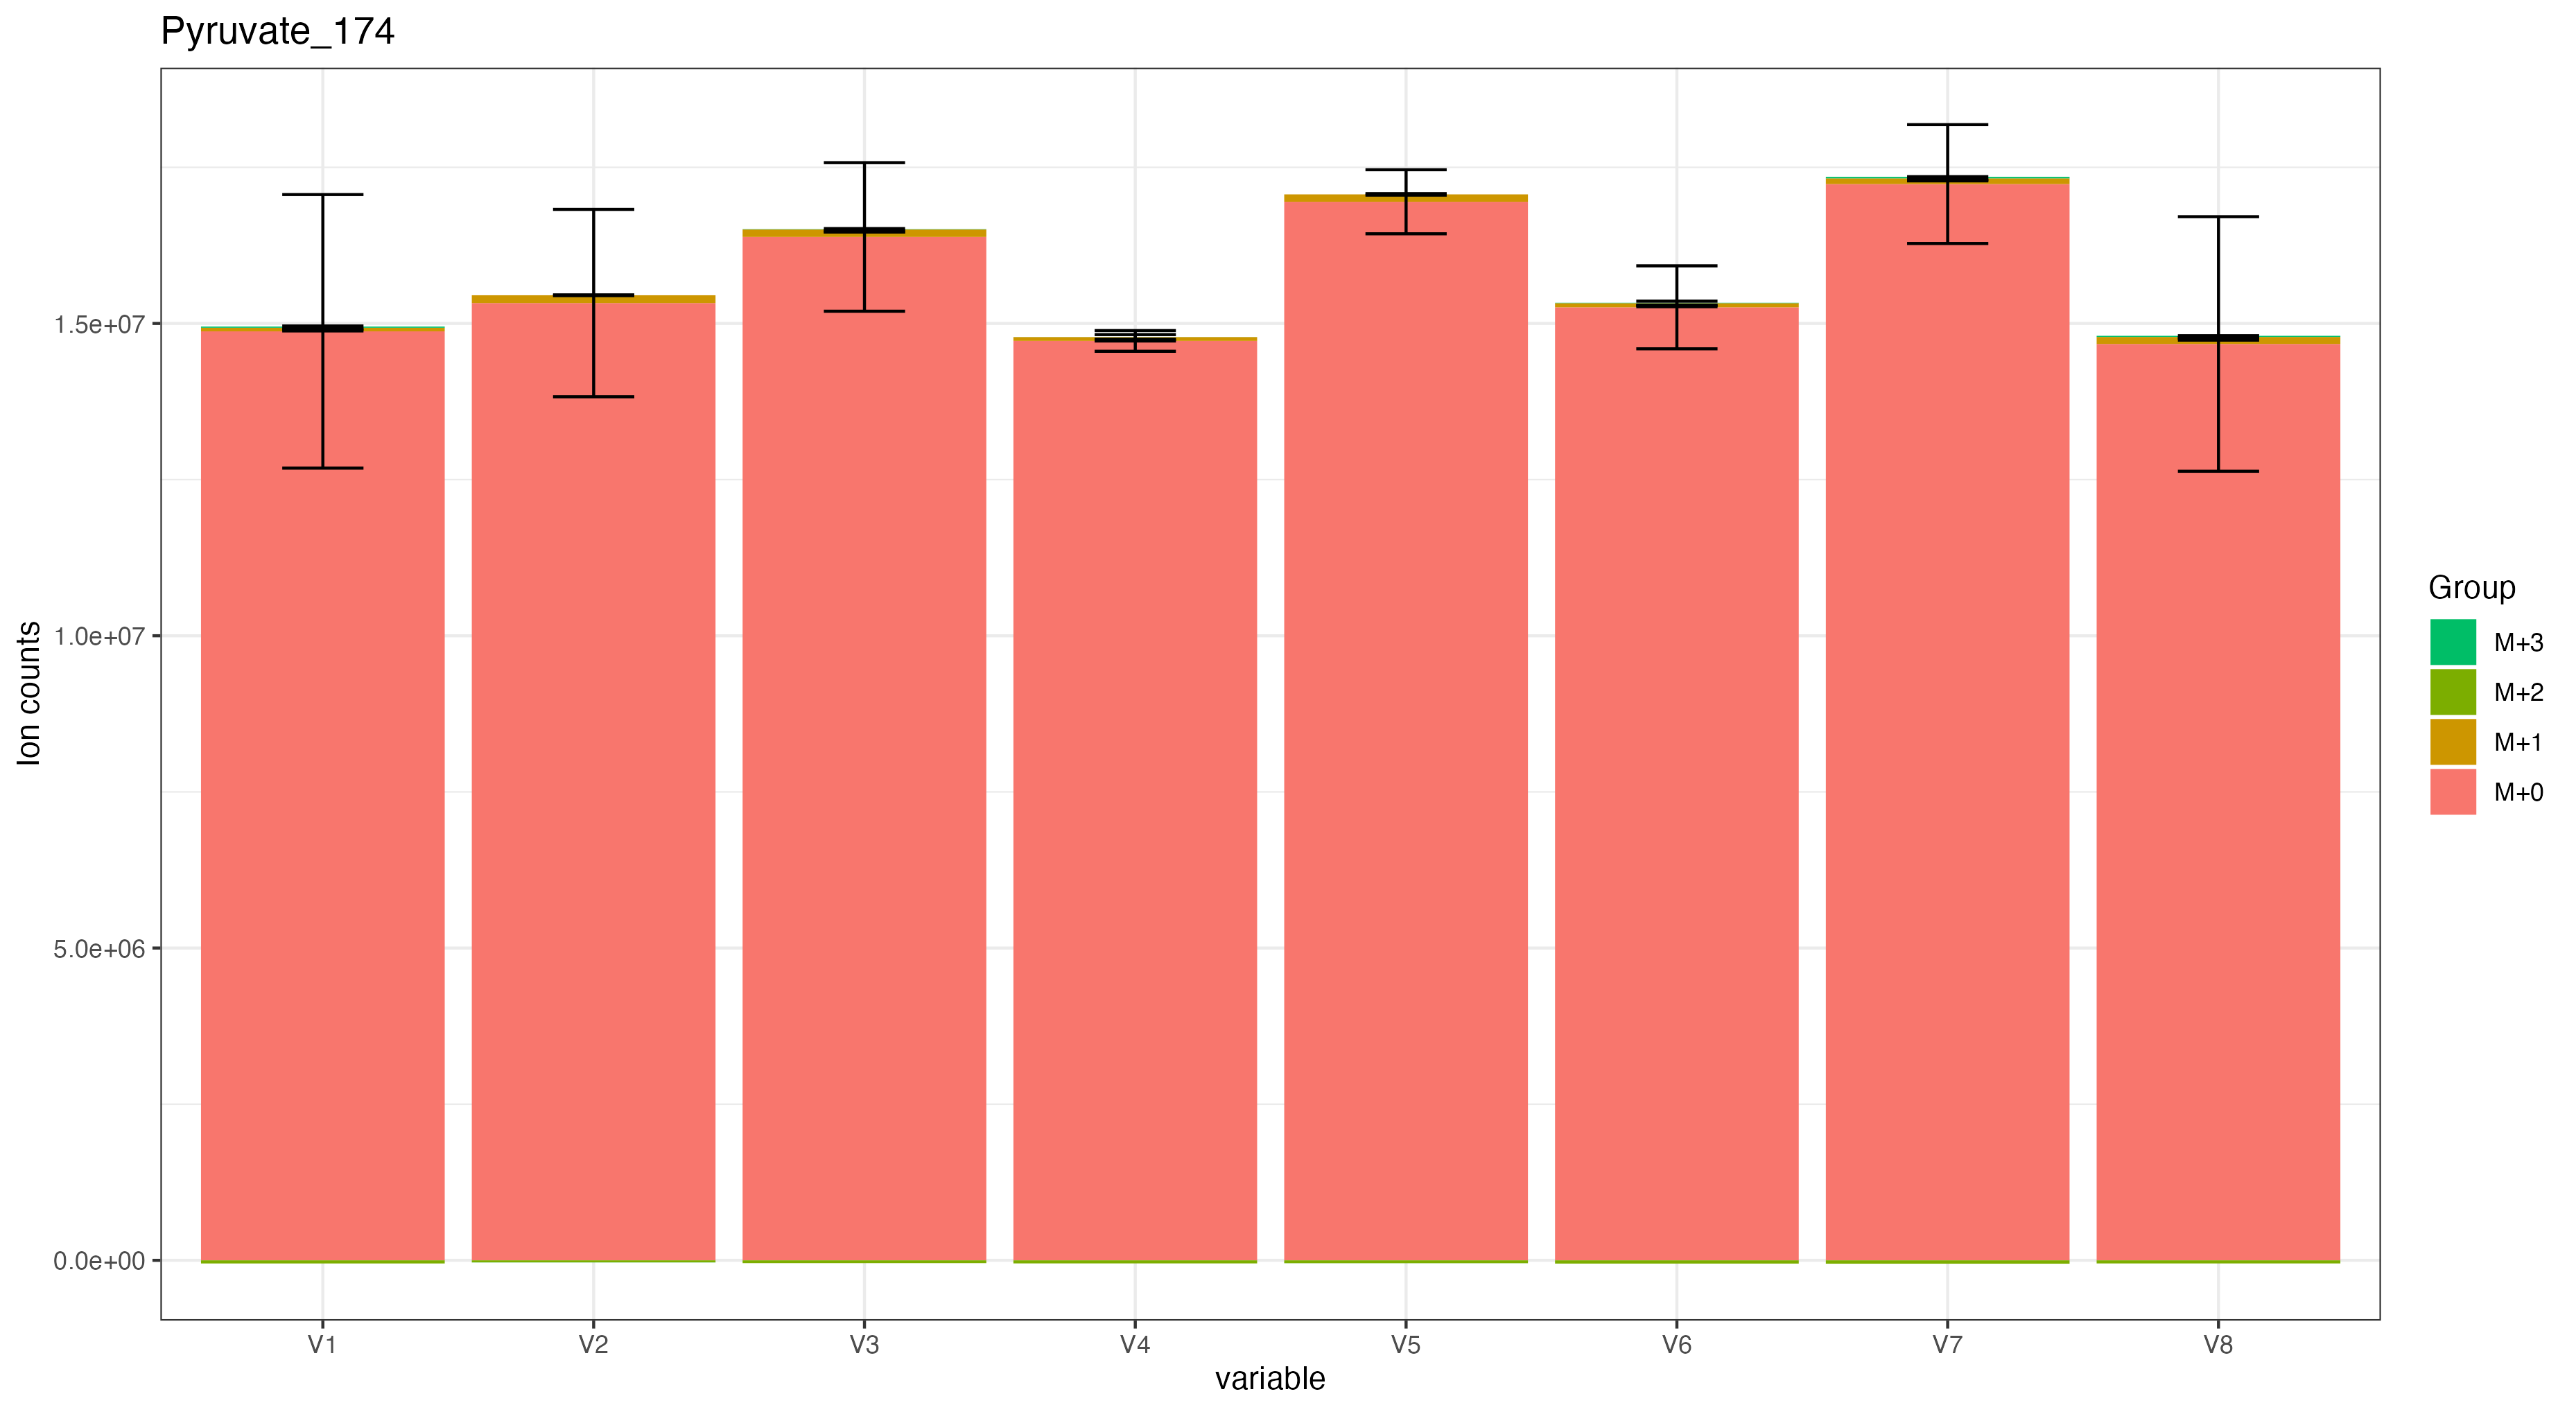 Pyruvate_174
Ion counts
1.5e+07
1.0e+07
5.0e+06
0.0e+00
V1 V2 V3 V4 V5 V6 V7 V8
variable
Group
M+3
M+2
M+1
M+0